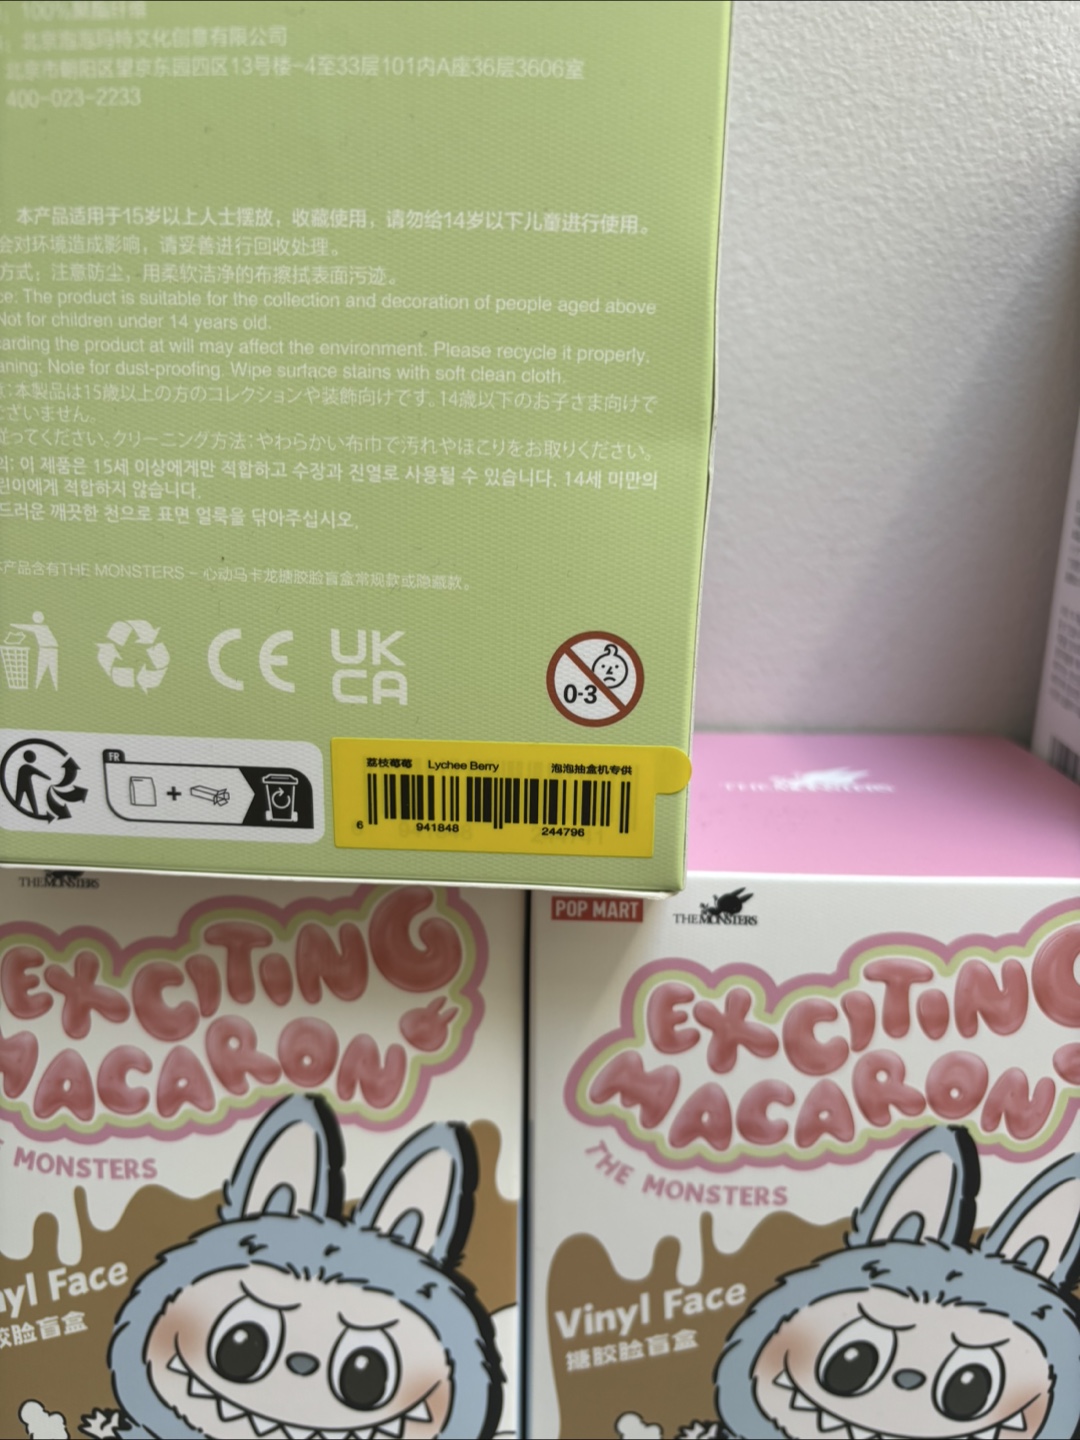 100%聚酯纤维
北京泡泡玛特文化创意有限公司
北京市朝阳区望京东园四区13号楼-4至33层101内A座36层3606室
400-023-2233
本产品适用于15岁以上人士摆放，收藏使用，请勿给14岁以下儿童进行使用。
会对环境造成影响，请妥善进行回收处理。
方式：注意防尘，用柔软洁净的布擦拭表面污迹。
ce: The product is suitable for the collection and decoration of people aged above
Not for children under 14 years old.
arding the product at will may affect the environment. Please recycle it properly.
aning: Note for dust-proofing. Wipe surface stains with soft clean cloth.
意:本製品は15歳以上の方のコレクションや装飾向けです。14歳以下のお子さま向けで
ございません。
従ってください。クリーニング方法：やわらかい布巾で汚れやほこりをお取りください。
의: 이 제품은 15세 이상에게만 적합하고 수장과 진열로 사용될 수 있습니다. 14세 미만의
린이에게 적합하지 않습니다.
드러운 깨끗한 천으로 표면 얼룩을 닦아주십시오.
本产品含有THE MONSTERS - 心动马卡龙搪胶脸盲盒常规款或隐藏款。
CE
UK
CA
0-3
FR
荔枝莓莓 Lychee Berry 泡泡抽盒机专供
6 941848 244796
THE MONSTERS
THE MONSTERS
EXCITING
MACARON
MONSTERS
nyl Face
胶脸盲盒
POP MART
THE MONSTERS
EXCITING
MACARON
THE MONSTERS
Vinyl Face
搪胶脸盲盒